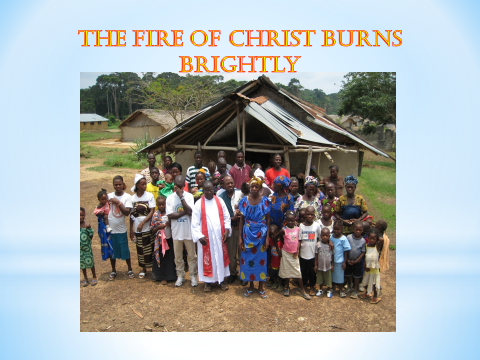 THE FIRE OF CHRIST BURNS
BRIGHTLY